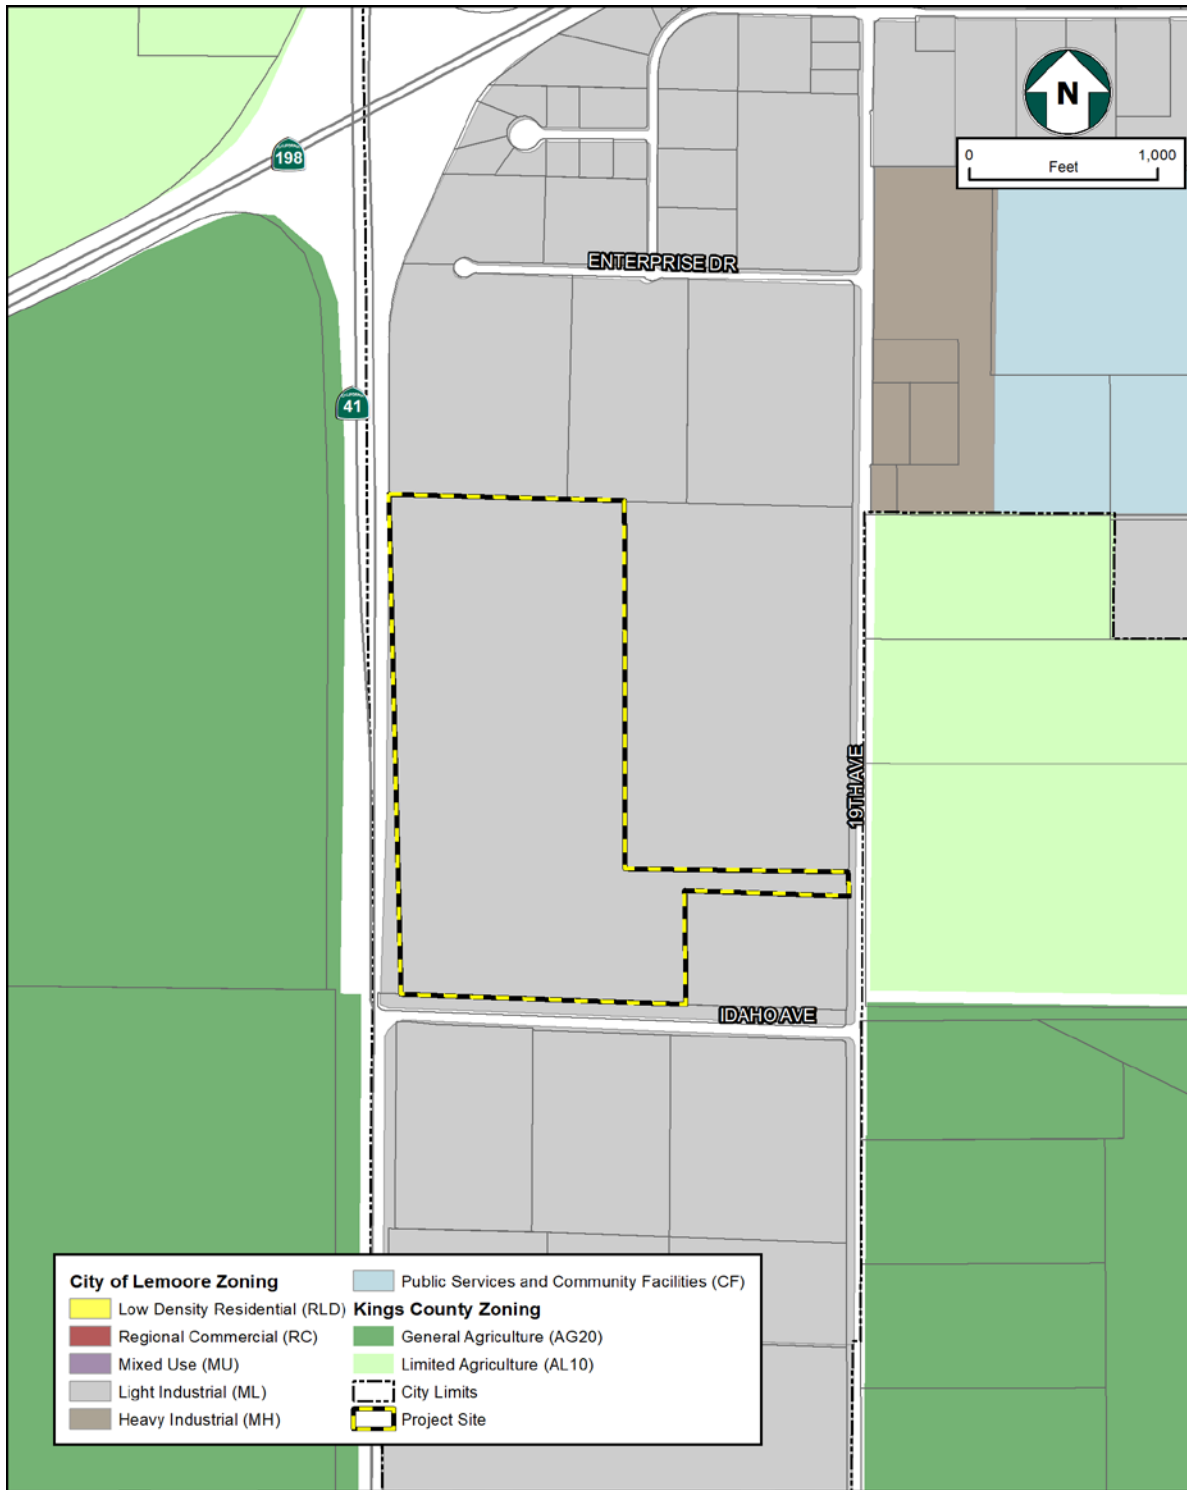 N
0 1,000
Feet
CALIFORNIA
198
ENTERPRISE DR
41
19TH AVE
IDAHO AVE
City of Lemoore Zoning
Low Density Residential (RLD)
Regional Commercial (RC)
Mixed Use (MU)
Light Industrial (ML)
Heavy Industrial (MH)
Public Services and Community Facilities (CF)
Kings County Zoning
General Agriculture (AG20)
Limited Agriculture (AL10)
City Limits
Project Site